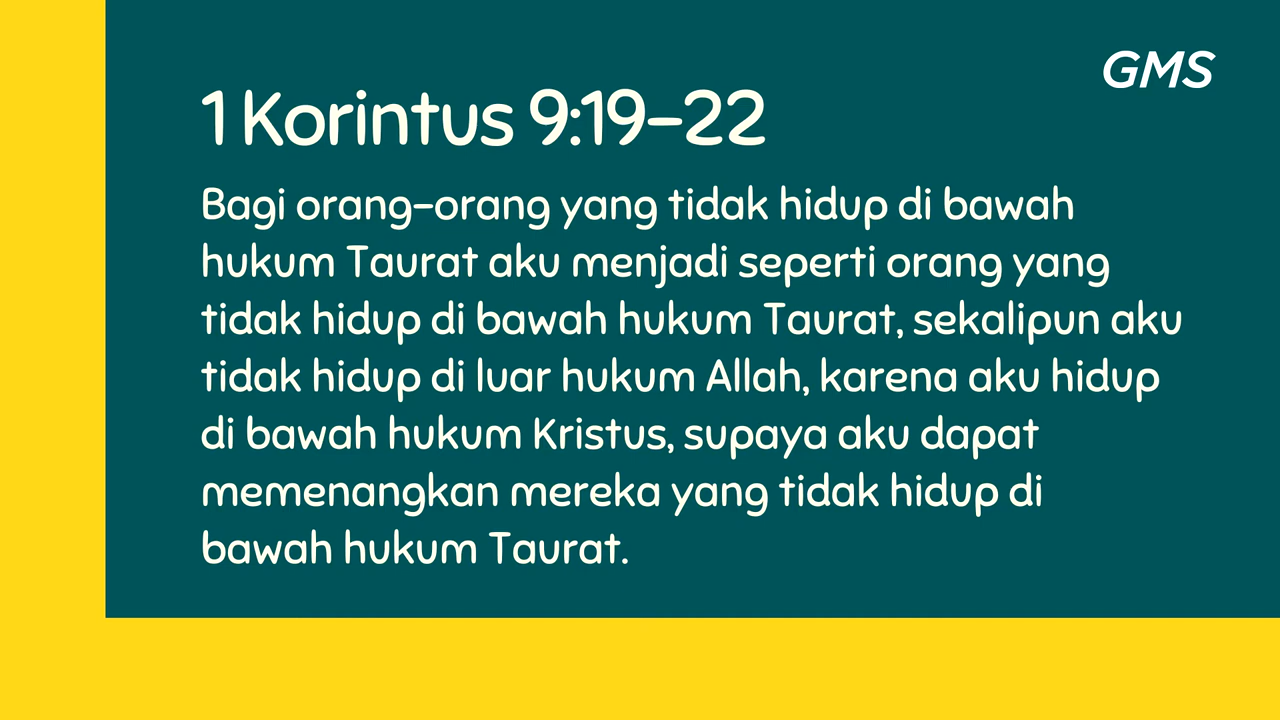 GMS
1 Korintus 9:19-22
Bagi orang-orang yang tidak hidup di bawah
hukum Taurat aku menjadi seperti orang yang
tidak hidup di bawah hukum Taurat, sekalipun aku
tidak hidup di luar hukum Allah, karena aku hidup
di bawah hukum Kristus, supaya aku dapat
memenangkan mereka yang tidak hidup di
bawah hukum Taurat.